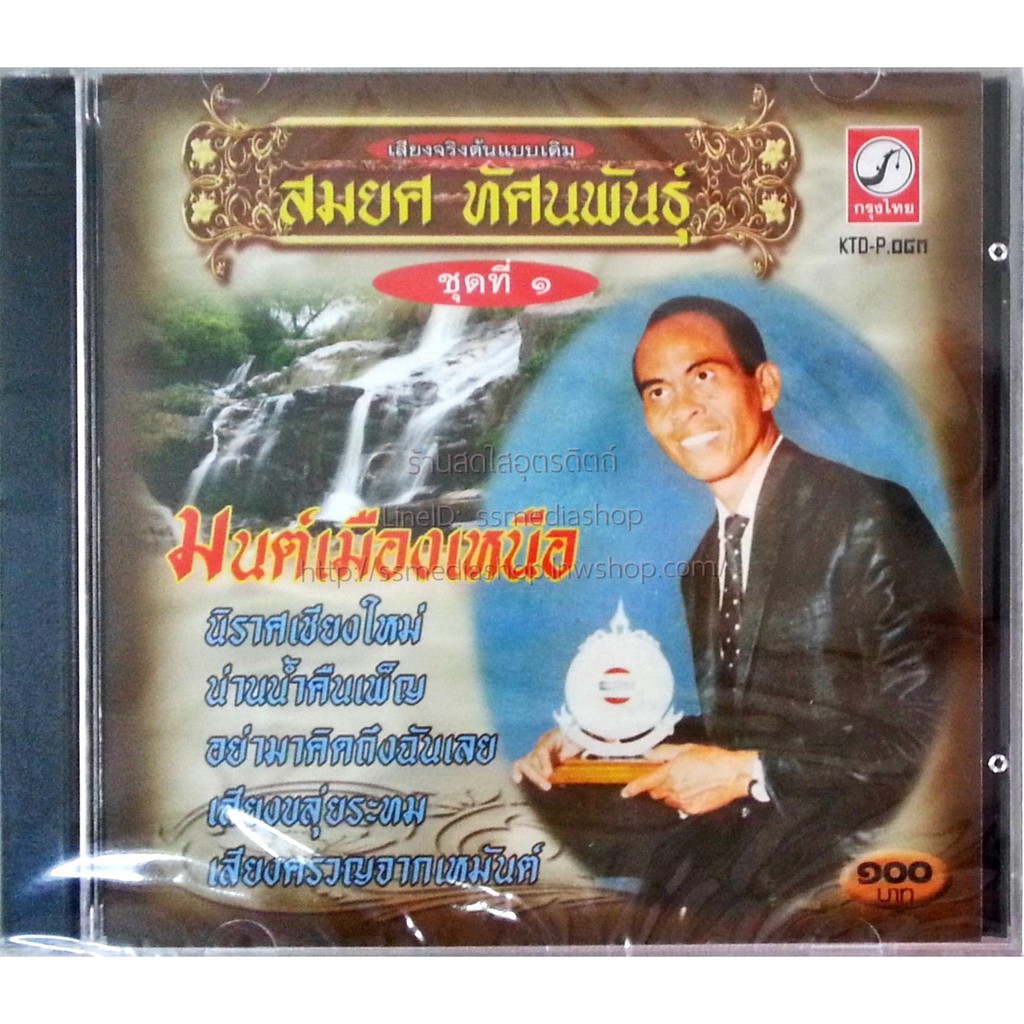 เสียงจริงต้นแบบเดิม
สมยศ ทัศนพันธุ์
กรุงไทย
KTD-P.๐๘๓
ชุดที่ ๑
ร้านสดใสอุตรดิตถ์
LineID: ssmediashop
มนต์เมืองเหนือ
http://ssmediashop.inwshop.com/
นิราศเชียงใหม่
น่านน้ำคืนเพ็ญ
อย่ามาคิดถึงฉันเลย
เสียงขลุ่ยระทม
เสียงครวญจากเหมันต์
๑๐๐
บาท